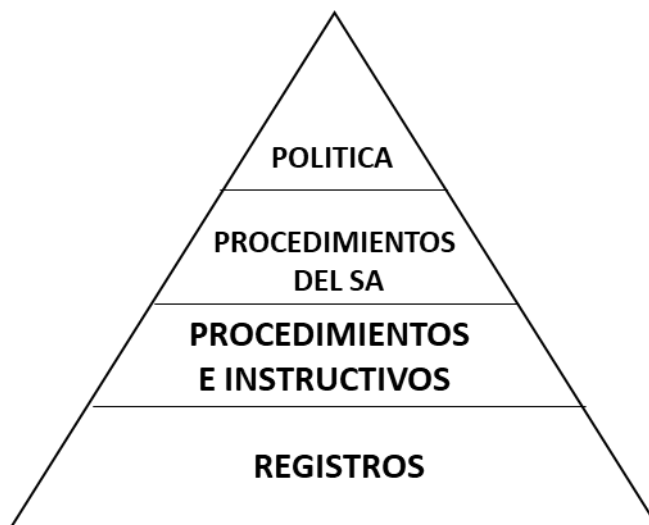 POLITICA
PROCEDIMIENTOS
DEL SA
PROCEDIMIENTOS
E INSTRUCTIVOS
REGISTROS